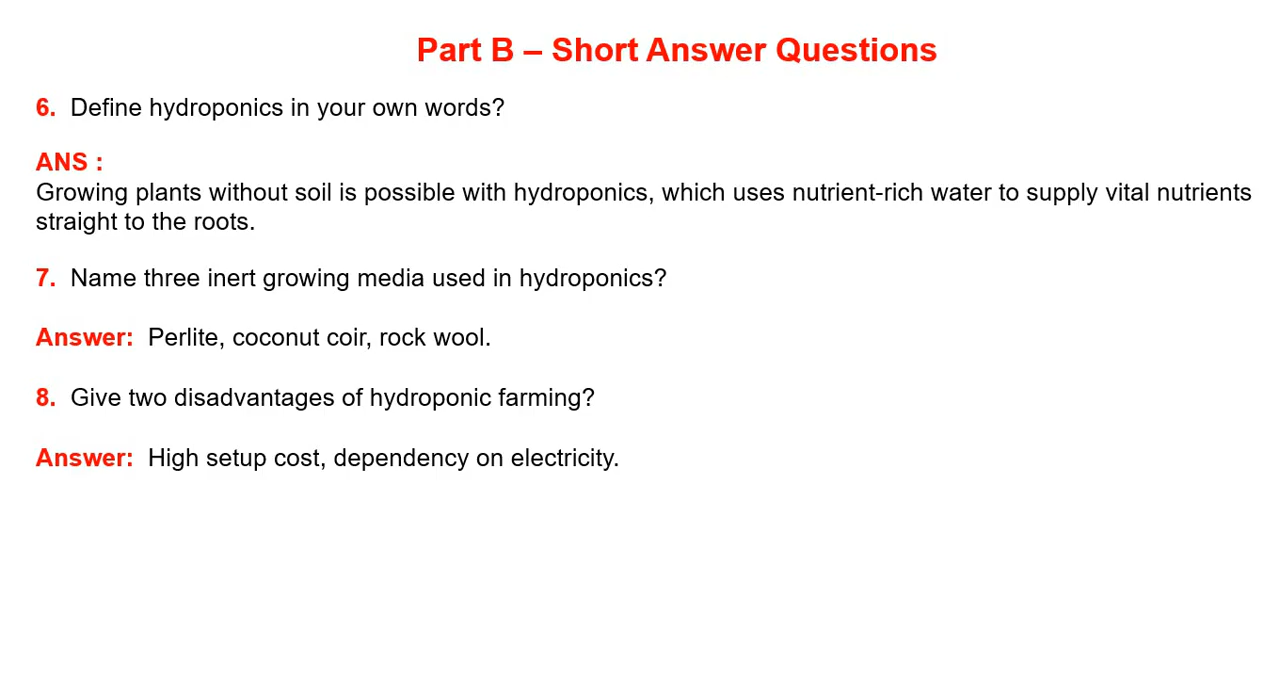 Part B – Short Answer Questions
6. Define hydroponics in your own words?
ANS :
Growing plants without soil is possible with hydroponics, which uses nutrient-rich water to supply vital nutrients
straight to the roots.
7. Name three inert growing media used in hydroponics?
Answer: Perlite, coconut coir, rock wool.
8. Give two disadvantages of hydroponic farming?
Answer: High setup cost, dependency on electricity.